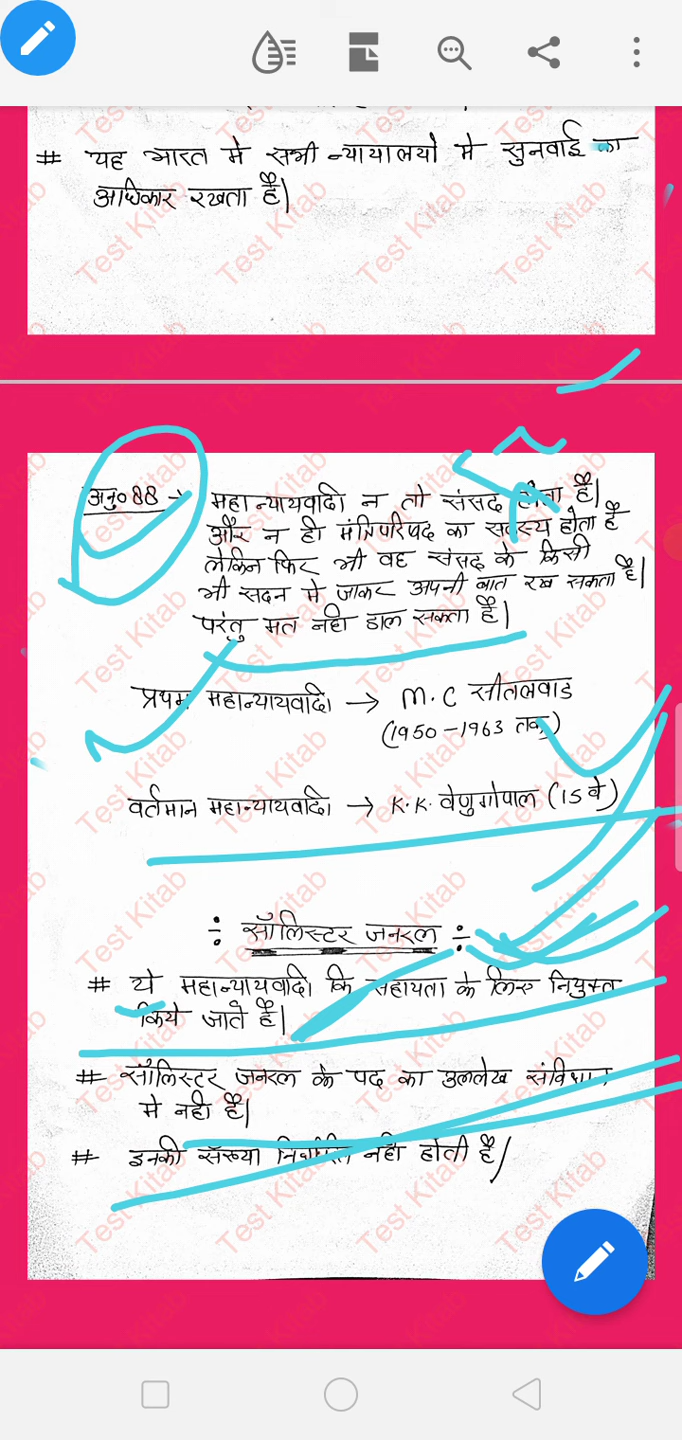 # यह भारत मे सभी न्यायालयो मे सुनवाई का
अधिकार रखता है|
अनु० 88 → महान्यायवादि न तो संसद होता है|
और न ही मंत्रिपरिषद का सदस्य होता है
लेकिन फिर भी वह संसद के किसी
भी सदन मे जाकर अपनी बात रख सकता है|
परंतु मत नही डाल सकता है|
प्रथम महान्यायवादि → M.C सीतलवाड
(1950-1963 तक)
वर्तमान महान्यायवादि → K.K. वेणुगोपाल (15 वे)
÷ सॉलिस्टर जनरल ÷
# ये महान्यायवादि कि सहायता के लिए नियुक्त
किये जाते है|
# सॉलिस्टर जनरल के पद का उल्लेख संविधान
मे नही है|
# इनकी संख्या निर्धारित नही होती है|
Test Kitab